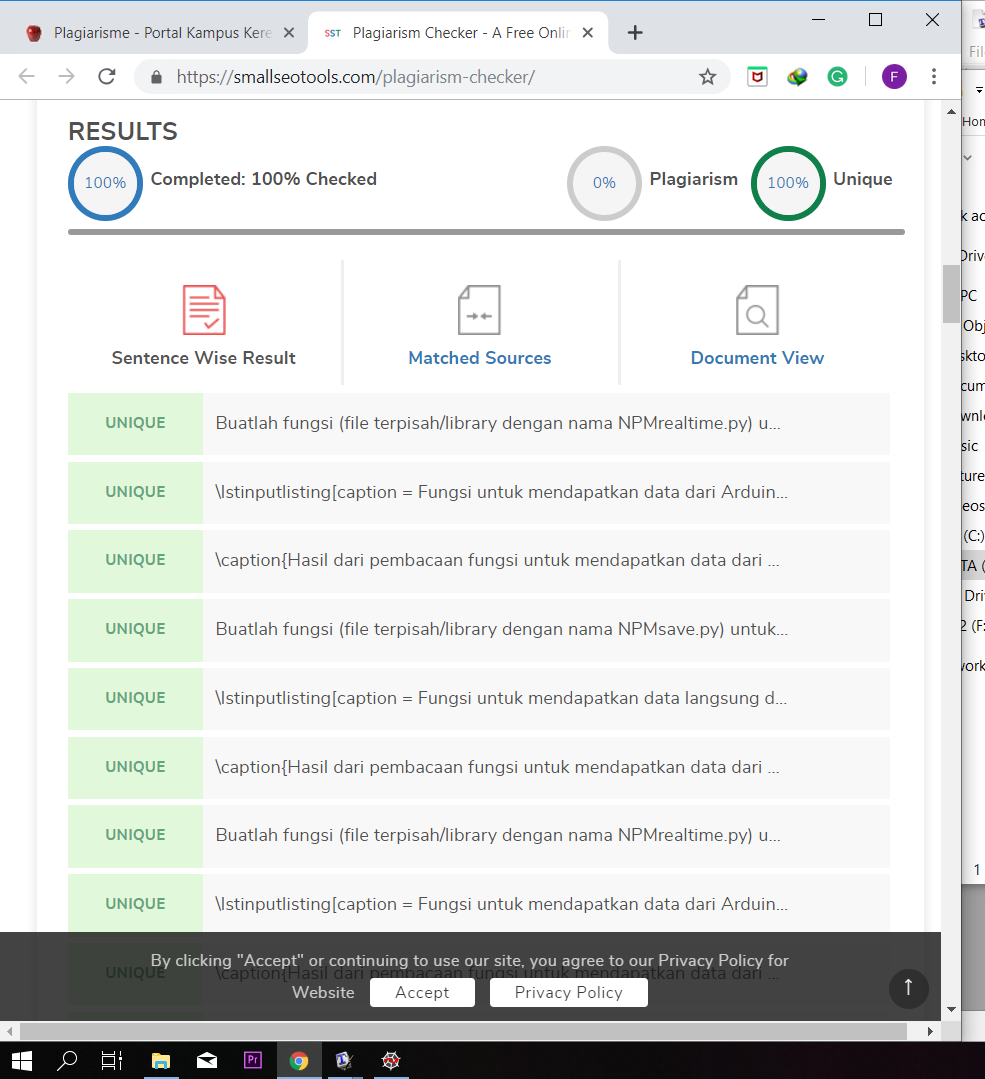 Plagiarisme - Portal Kampus Kere
SST Plagiarism Checker - A Free Onlin
https://smallseotools.com/plagiarism-checker/
F
RESULTS
100% Completed: 100% Checked
0% Plagiarism
100% Unique
Sentence Wise Result
Matched Sources
Document View
UNIQUE Buatlah fungsi (file terpisah/library dengan nama NPMrealtime.py) u...
UNIQUE \lstinputlisting[caption = Fungsi untuk mendapatkan data dari Arduin...
UNIQUE \caption{Hasil dari pembacaan fungsi untuk mendapatkan data dari ...
UNIQUE Buatlah fungsi (file terpisah/library dengan nama NPMsave.py) untuk...
UNIQUE \lstinputlisting[caption = Fungsi untuk mendapatkan data langsung d...
UNIQUE \caption{Hasil dari pembacaan fungsi untuk mendapatkan data dari ...
UNIQUE Buatlah fungsi (file terpisah/library dengan nama NPMrealtime.py) u...
UNIQUE \lstinputlisting[caption = Fungsi untuk mendapatkan data dari Arduin...
UNIQUE \caption{Hasil dari pembacaan fungsi untuk mendapatkan data dari ...
By clicking "Accept" or continuing to use our site, you agree to our Privacy Policy for
Website Accept Privacy Policy
Fil
Hom
k ac
Driv
PC
Obj
skto
cum
wnl
sic
ture
eos
(C:)
TA (
Dri
2 (F:
work
1
Pr